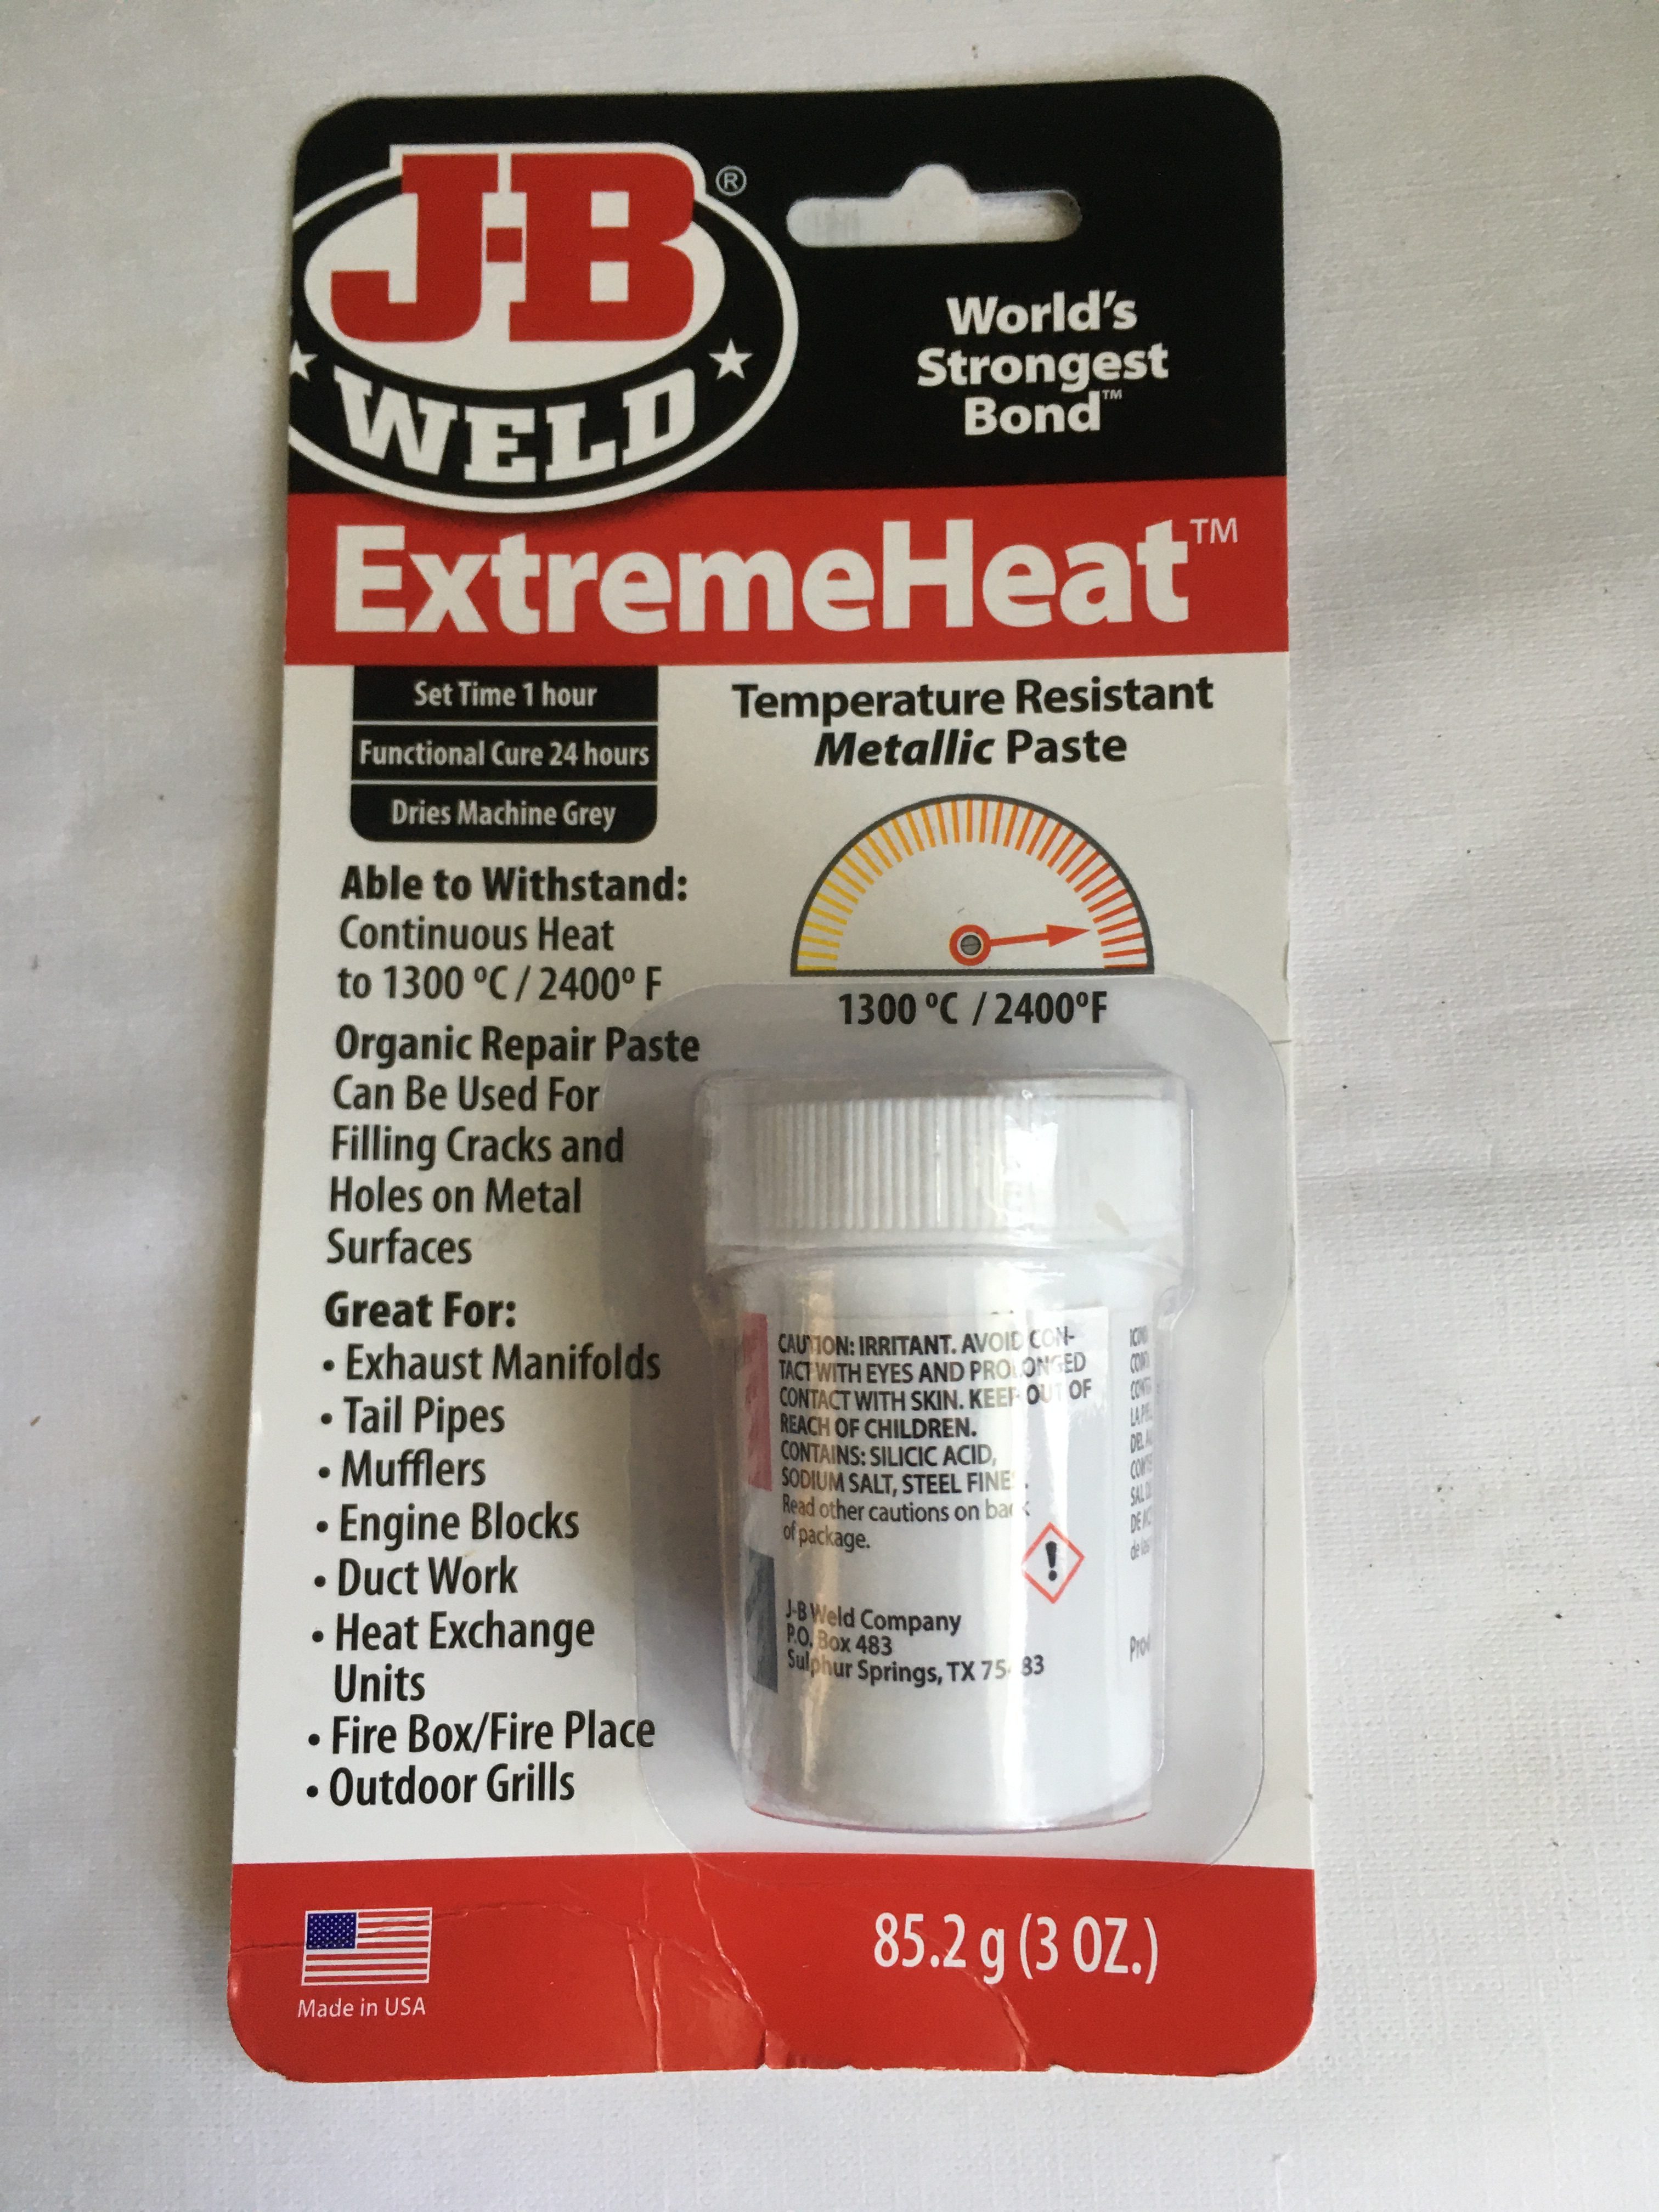 J-B
WELD
®
World's
Strongest
Bond™
ExtremeHeat™
Set Time 1 hour
Functional Cure 24 hours
Dries Machine Grey
Temperature Resistant
Metallic Paste
1300 ºC / 2400ºF
Able to Withstand:
Continuous Heat
to 1300 ºC / 2400º F
Organic Repair Paste
Can Be Used For
Filling Cracks and
Holes on Metal
Surfaces
Great For:
• Exhaust Manifolds
• Tail Pipes
• Mufflers
• Engine Blocks
• Duct Work
• Heat Exchange
Units
• Fire Box/Fire Place
• Outdoor Grills
CAUTION: IRRITANT. AVOID CON-
TACT WITH EYES AND PROLONGED
CONTACT WITH SKIN. KEEP OUT OF
REACH OF CHILDREN.
CONTAINS: SILICIC ACID,
SODIUM SALT, STEEL FINES.
Read other cautions on back
of package.
J-B Weld Company
P.O. Box 483
Sulphur Springs, TX
Made in USA
85.2 g (3 OZ.)